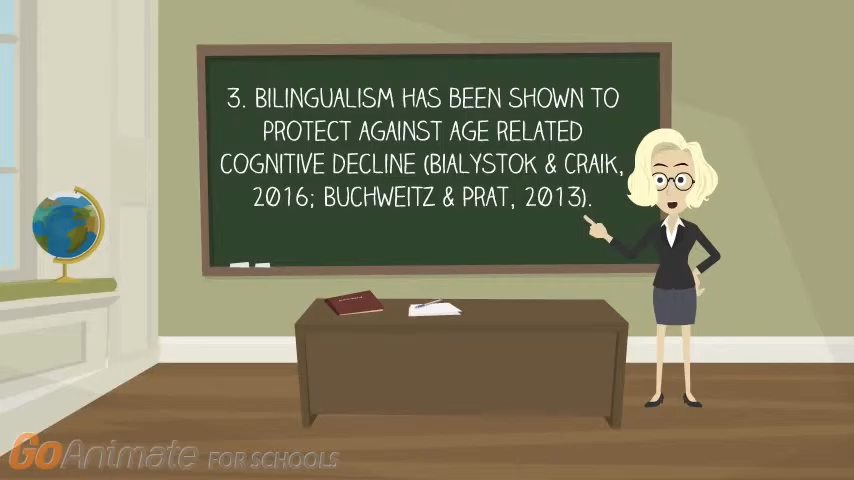 3. BILINGUALISM HAS BEEN SHOWN TO
PROTECT AGAINST AGE RELATED
COGNITIVE DECLINE (BIALYSTOK & CRAIK,
2016; BUCHWEITZ & PRAT, 2013).
GoAnimate FOR SCHOOLS